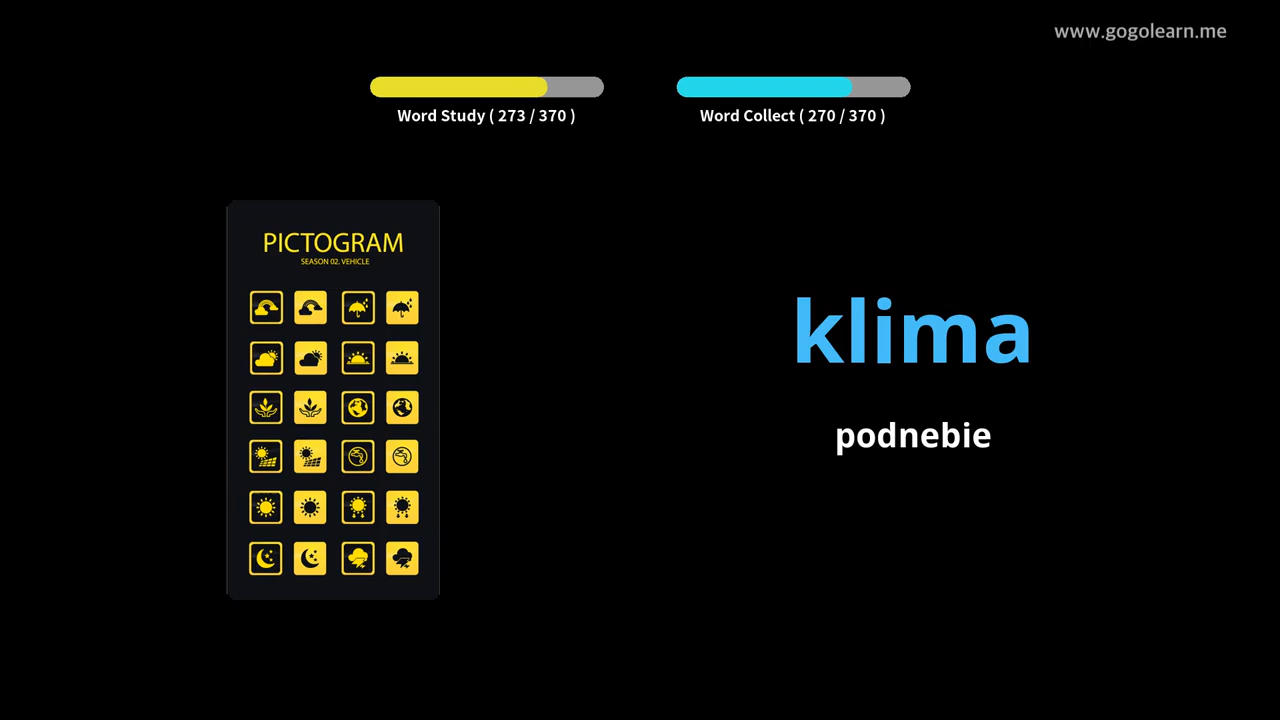 www.gogolearn.me
Word Study ( 273 / 370 )
Word Collect ( 270 / 370 )
PICTOGRAM
SEASON 02. VEHICLE
klima
podnebie